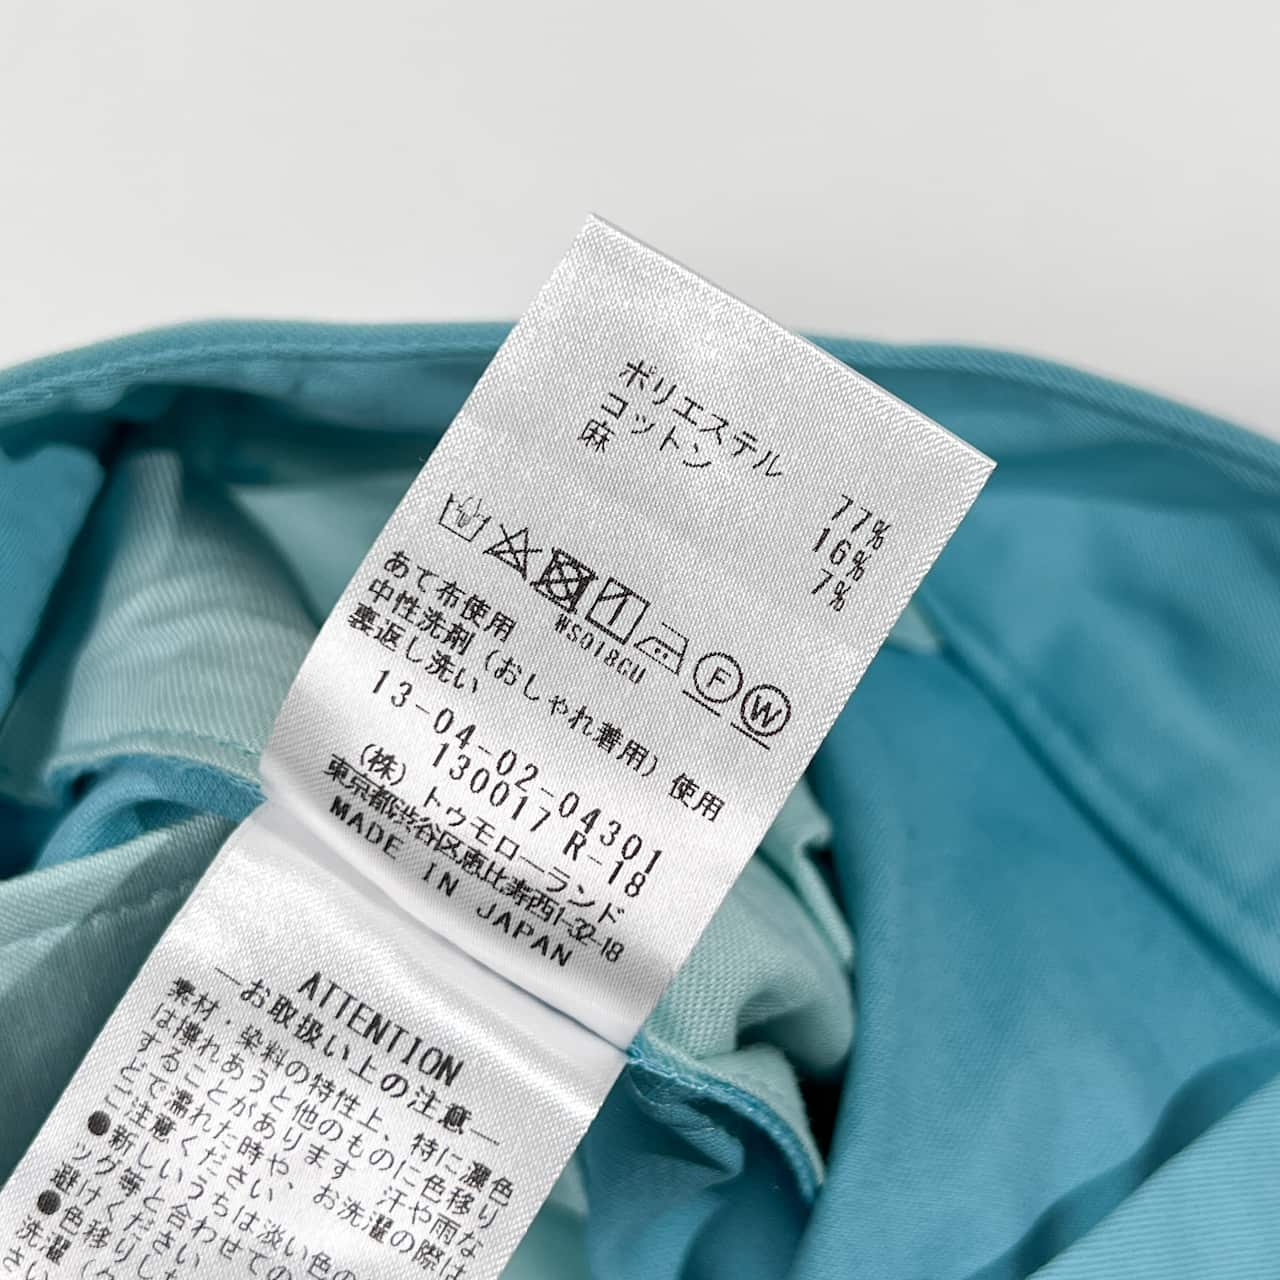 ポリエステル 77%
コットン 16%
麻 7%
WS018GU
F W
あて布使用
中性洗剤（おしゃれ着用）使用
裏返し洗い
13-04-02-04301
130017 R-18
（株）トゥモローランド
東京都渋谷区恵比寿西1-32-18
MADE IN JAPAN
ATTENTION
―お取扱い上の注意―
素材・染料の特性上、特に濃色
は擦れあうと他のものに色移り
することがあります 汗や雨な
どで濡れた時や、お洗濯の際は
ご注意ください
●新しいうちは淡い色の
ッグ等と合わせての
避けください
●色移りし
洗濯(ク
さい